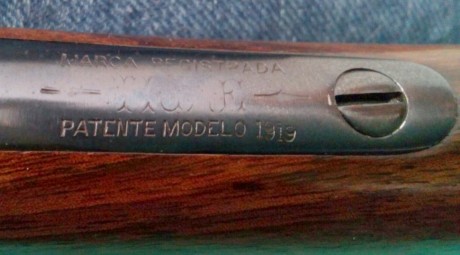 MARCA REGISTRADA
PATENTE MODELO 1919